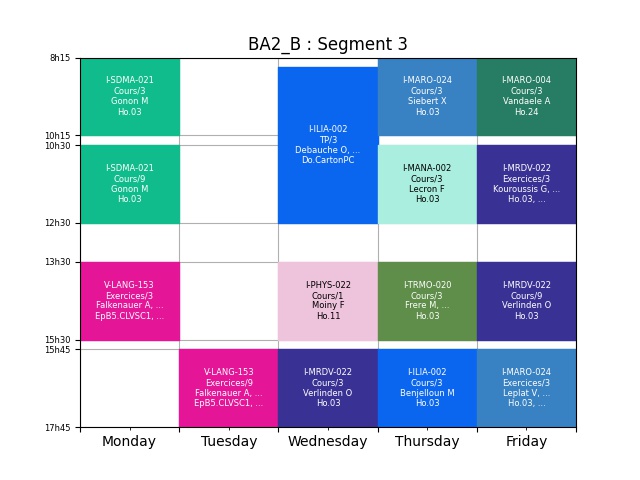 BA2_B : Segment 3
8h15
10h15
10h30
12h30
13h30
15h30
15h45
17h45
I-SDMA-021
Cours/3
Gonon M
Ho.03
I-SDMA-021
Cours/9
Gonon M
Ho.03
V-LANG-153
Exercices/3
Falkenauer A, ...
EpB5.CLVSC1, ...
V-LANG-153
Exercices/9
Falkenauer A, ...
EpB5.CLVSC1, ...
I-ILIA-002
TP/3
Debauche O, ...
Do.CartonPC
I-PHYS-022
Cours/1
Moiny F
Ho.11
I-MRDV-022
Cours/3
Verlinden O
Ho.03
I-MARO-024
Cours/3
Siebert X
Ho.03
I-MANA-002
Cours/3
Lecron F
Ho.03
I-TRMO-020
Cours/3
Frere M, ...
Ho.03
I-ILIA-002
Cours/3
Benjelloun M
Ho.03
I-MARO-004
Cours/3
Vandaele A
Ho.24
I-MRDV-022
Exercices/3
Kouroussis G, ...
Ho.03, ...
I-MRDV-022
Cours/9
Verlinden O
Ho.03
I-MARO-024
Exercices/3
Leplat V, ...
Ho.03, ...
Monday
Tuesday
Wednesday
Thursday
Friday